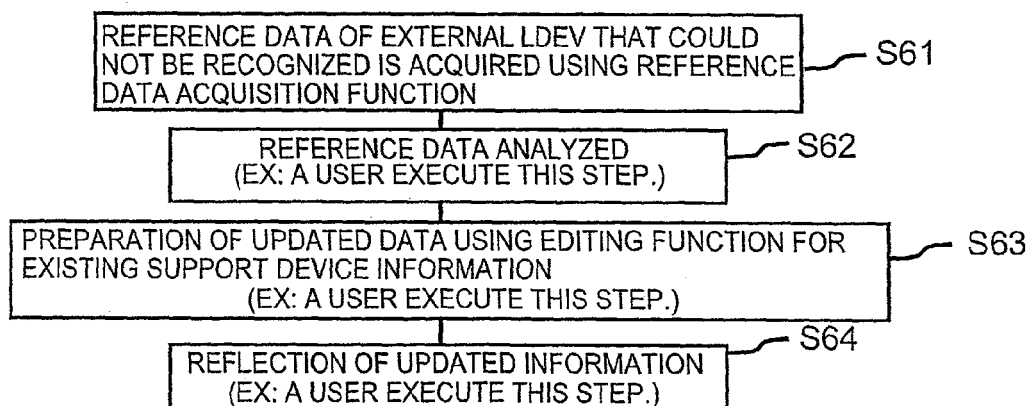 REFERENCE DATA OF EXTERNAL LDEV THAT COULD
NOT BE RECOGNIZED IS ACQUIRED USING REFERENCE
DATA ACQUISITION FUNCTION
S61
REFERENCE DATA ANALYZED
(EX: A USER EXECUTE THIS STEP.)
S62
PREPARATION OF UPDATED DATA USING EDITING FUNCTION FOR
EXISTING SUPPORT DEVICE INFORMATION
(EX: A USER EXECUTE THIS STEP.)
S63
REFLECTION OF UPDATED INFORMATION
(EX: A USER EXECUTE THIS STEP.)
S64